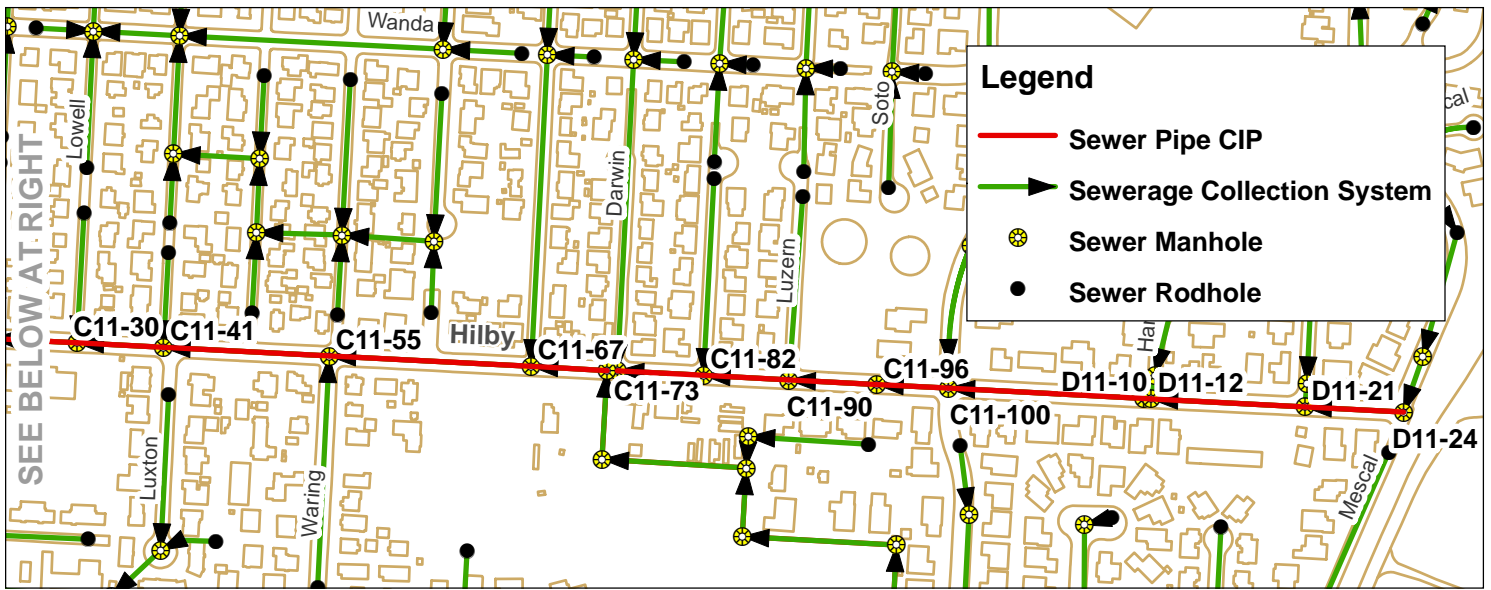 Wanda
Lowell
Soto
Legend
Sewer Pipe CIP
Sewerage Collection System
Sewer Manhole
Sewer Rodhole
cal
SEE BELOW AT RIGHT
Darwin
Luzern
Har
C11-30
C11-41
C11-55
Hilby
C11-67
C11-73
C11-82
C11-90
C11-96
C11-100
D11-10
D11-12
D11-21
D11-24
Luxton
Waring
Mescal